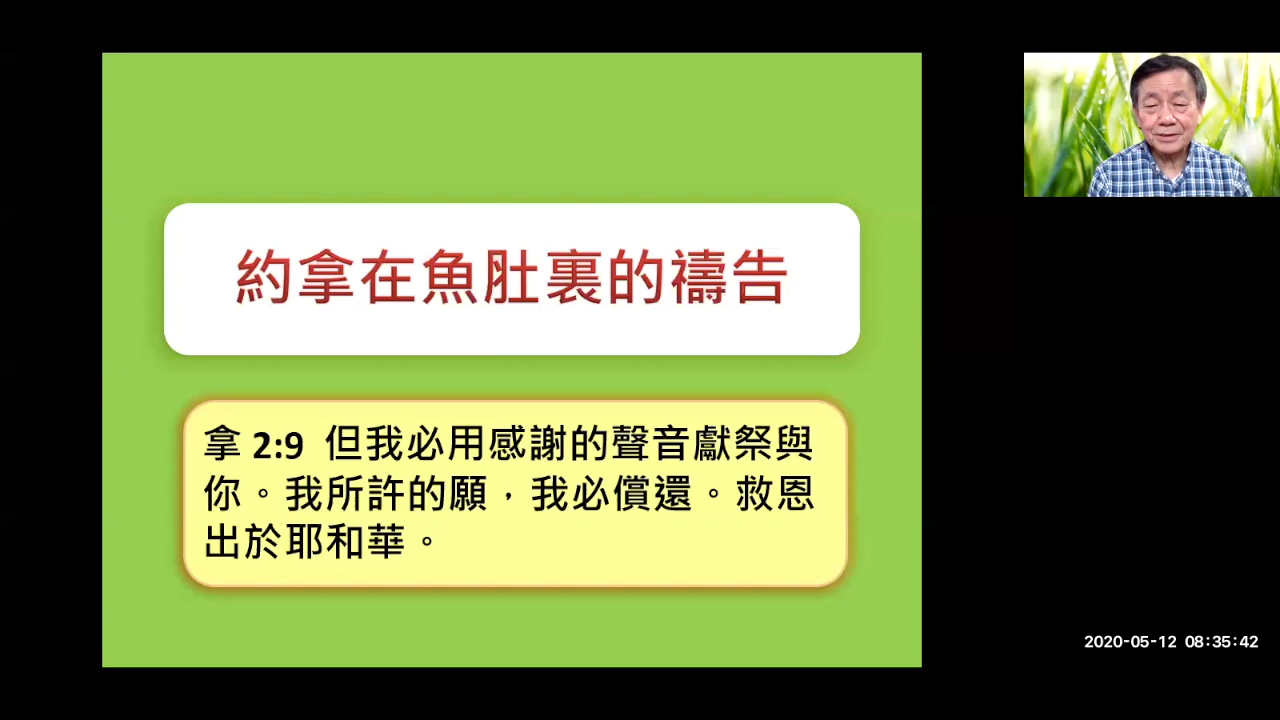 約拿在魚肚裏的禱告
拿 2:9 但我必用感謝的聲音獻祭與
你。我所許的願，我必償還。救恩
出於耶和華。
2020-05-12 08:35:42